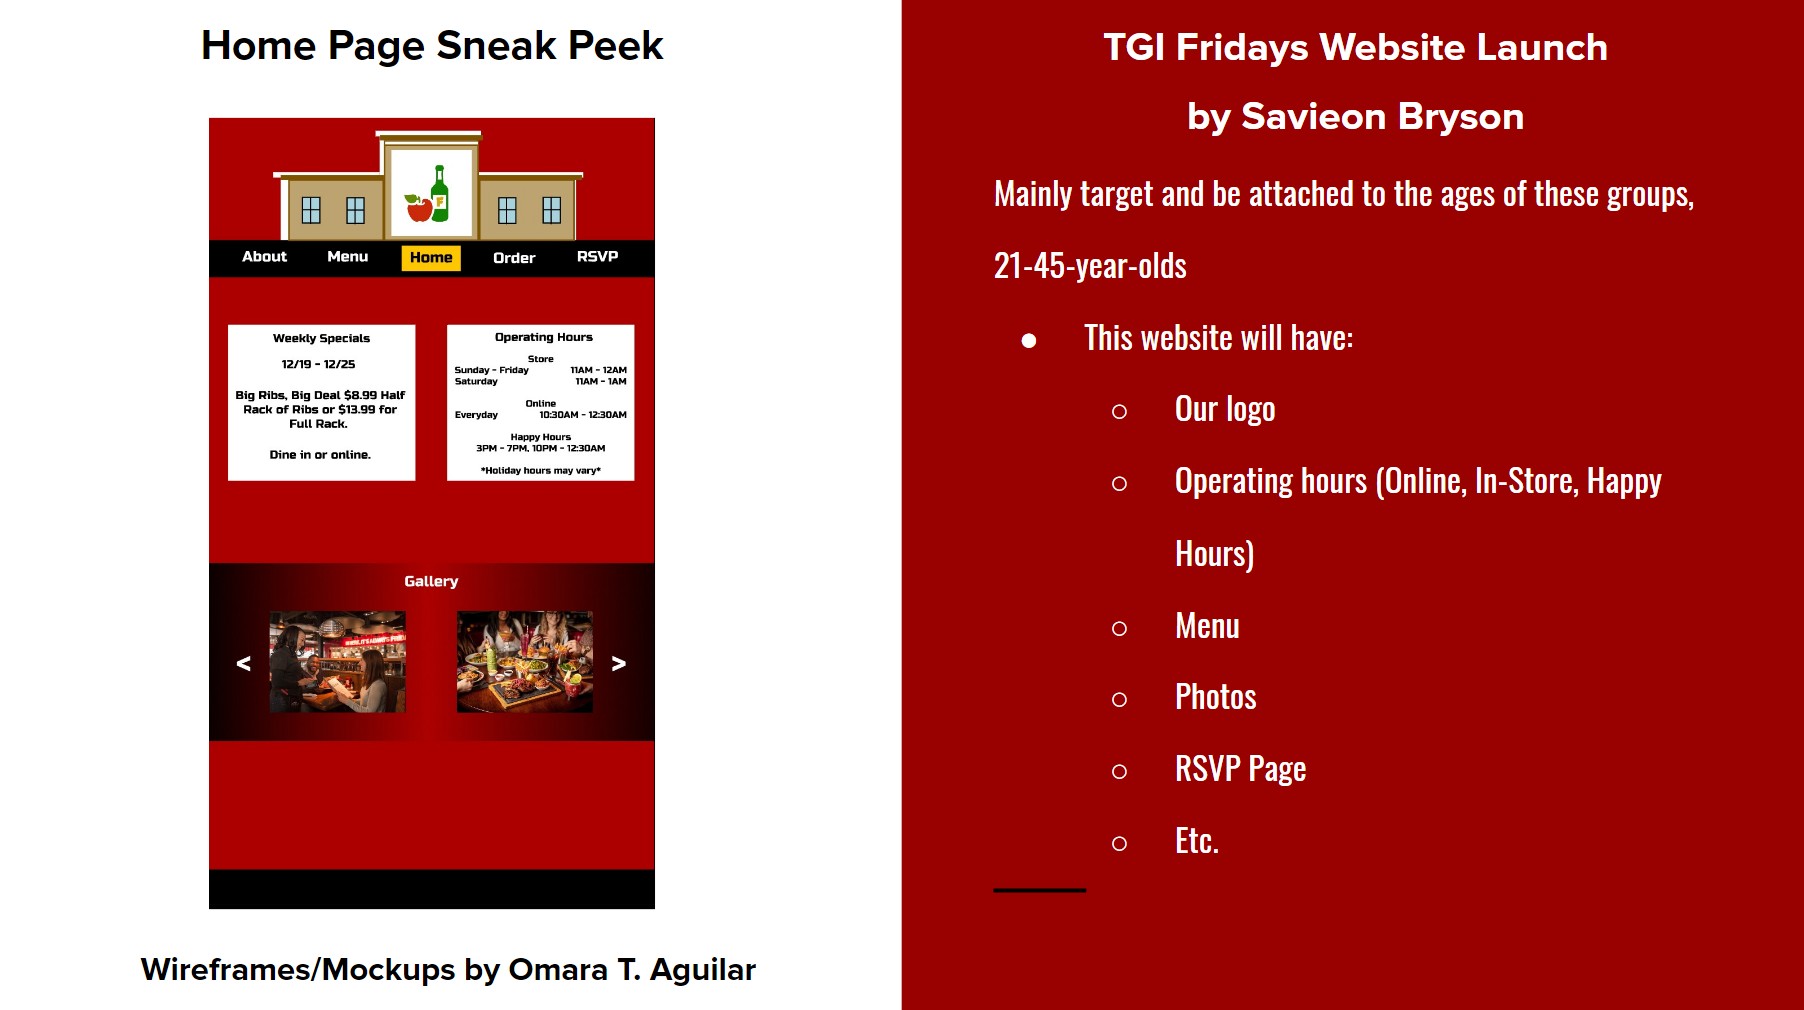 Home Page Sneak Peek
F
About Menu Home Order RSVP
Weekly Specials
12/19 - 12/25
Big Ribs, Big Deal $8.99 Half
Rack of Ribs or $13.99 for
Full Rack.
Dine in or online.
Operating Hours
Store
Sunday - Friday 11AM - 12AM
Saturday 11AM - 1AM
Online
Everyday 10:30AM - 12:30AM
Happy Hours
3PM - 7PM, 10PM - 12:30AM
*Holiday hours may vary*
Gallery
< >
Wireframes/Mockups by Omara T. Aguilar
TGI Fridays Website Launch
by Savieon Bryson
Mainly target and be attached to the ages of these groups,
21-45-year-olds
● This website will have:
○ Our logo
○ Operating hours (Online, In-Store, Happy
Hours)
○ Menu
○ Photos
○ RSVP Page
○ Etc.